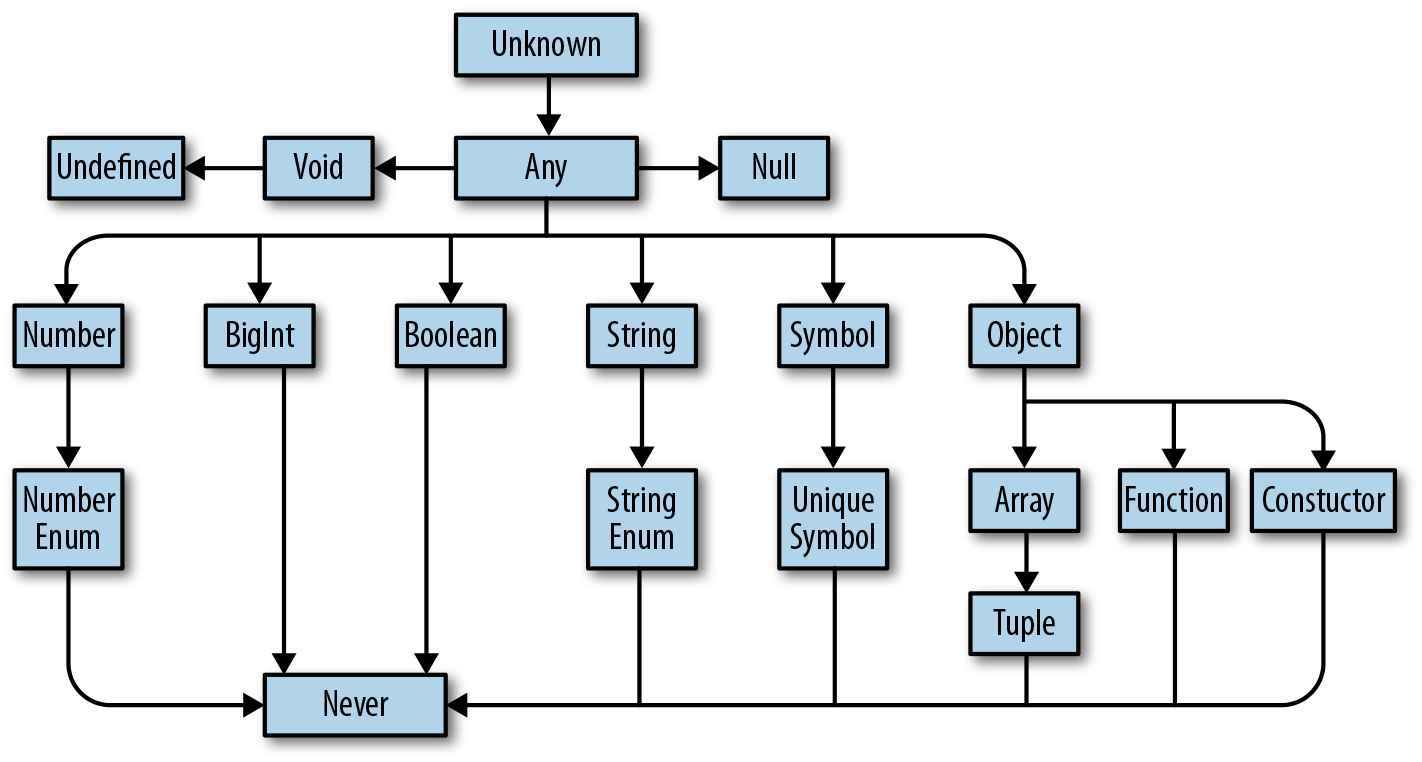 Unknown
Undefined
Void
Any
Null
Number
BigInt
Boolean
String
Symbol
Object
Number
Enum
String
Enum
Unique
Symbol
Array
Function
Constuctor
Tuple
Never